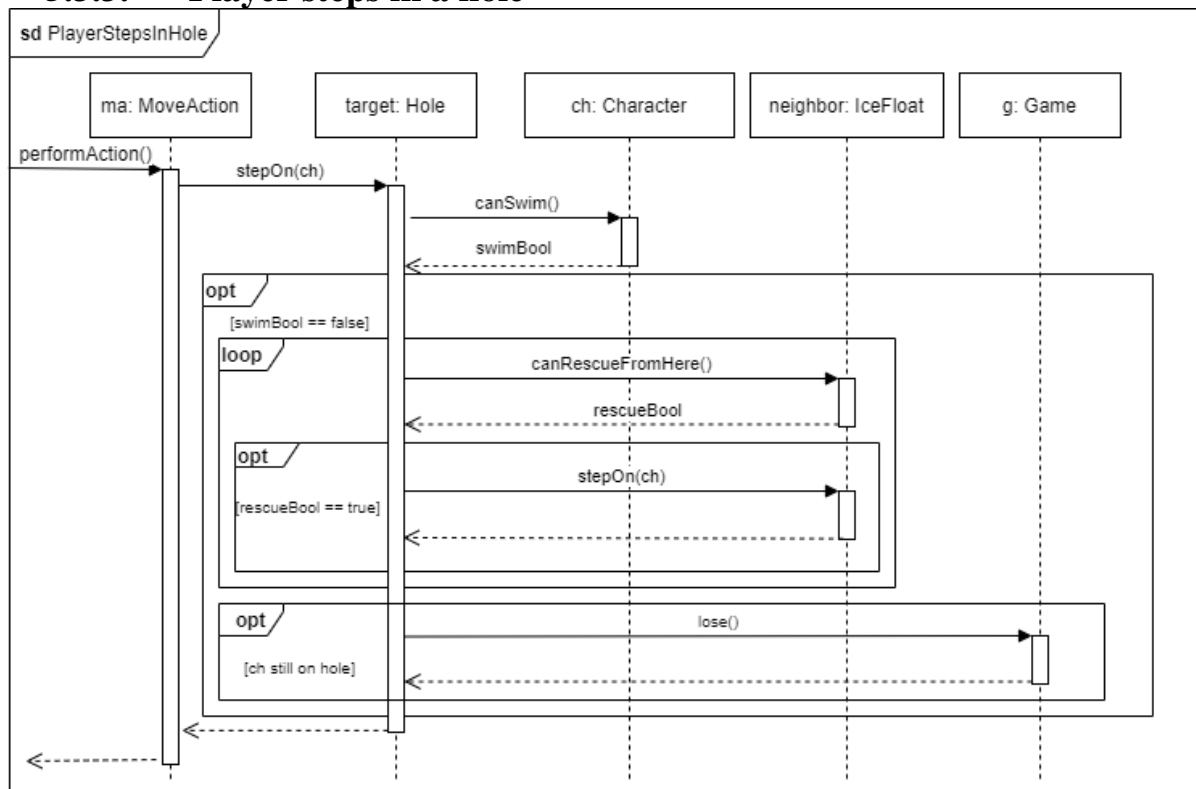 Player steps in a hole
sd PlayerStepsInHole
ma: MoveAction
target: Hole
ch: Character
neighbor: IceFloat
g: Game
performAction()
stepOn(ch)
canSwim()
swimBool
opt
[swimBool == false]
loop
canRescueFromHere()
rescueBool
opt
stepOn(ch)
[rescueBool == true]
opt
lose()
[ch still on hole]